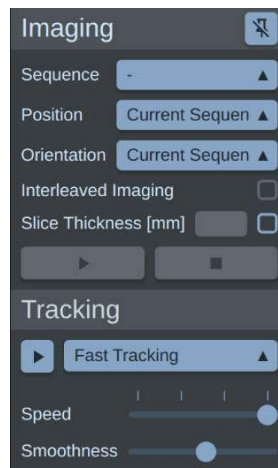 Imaging
Sequence -
Position Current Sequen
Orientation Current Sequen
Interleaved Imaging
Slice Thickness [mm]
Tracking
Fast Tracking
Speed
Smoothness